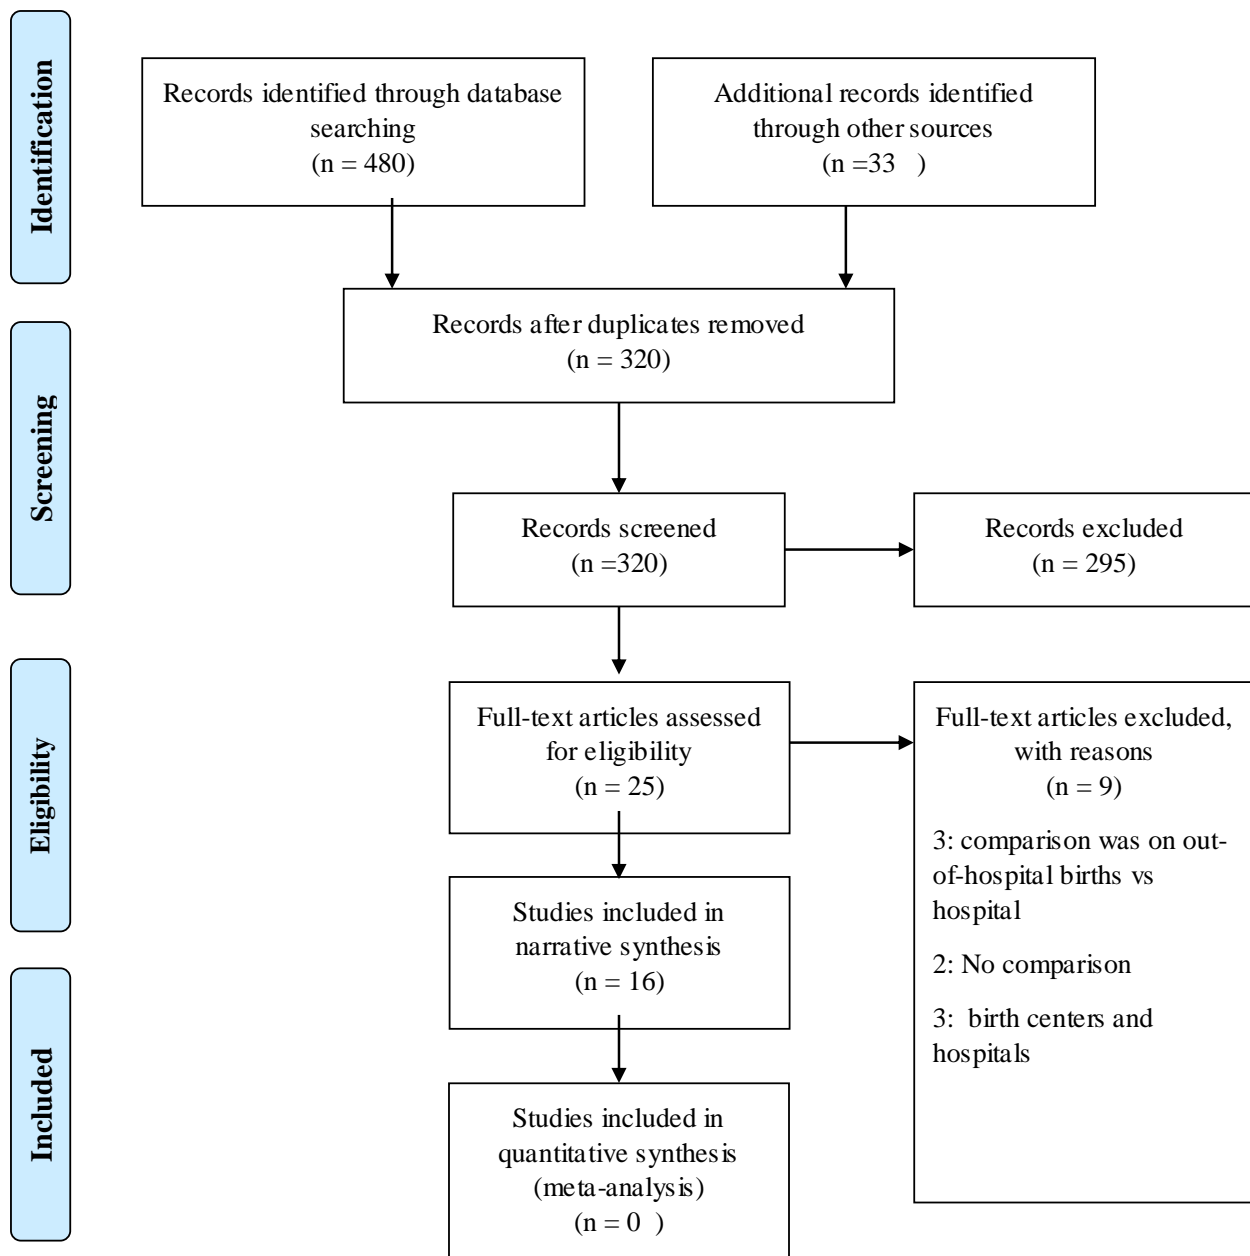 Identification
Records identified through database
searching
(n = 480)
Additional records identified
through other sources
(n =33   )
Records after duplicates removed
(n = 320)
Screening
Records screened
(n =320)
Records excluded
(n = 295)
Eligibility
Full-text articles assessed
for eligibility
(n = 25)
Full-text articles excluded,
with reasons
(n = 9)
3: comparison was on out-
of-hospital births vs
hospital
2: No comparison
3:  birth centers and
hospitals
Studies included in
narrative synthesis
(n = 16)
Included
Studies included in
quantitative synthesis
(meta-analysis)
(n = 0   )